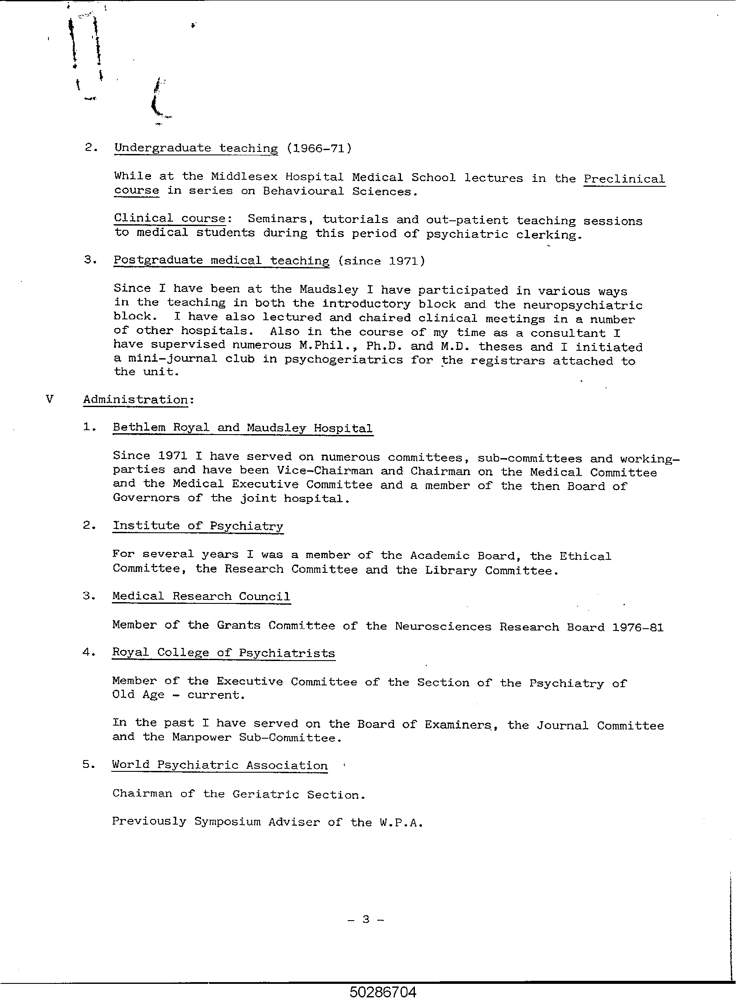 2. Undergraduate teaching (1966-71)
While at the Middlesex Hospital Medical School lectures in the Preclinical
course in series on Behavioural Sciences.
Clinical course: Seminars, tutorials and out-patient teaching sessions
to medical students during this period of psychiatric clerking.
3. Postgraduate medical teaching (since 1971)
Since I have been at the Maudsley I have participated in various ways
in the teaching in both the introductory block and the neuropsychiatric
block. I have also lectured and chaired clinical meetings in a number
of other hospitals. Also in the course of my time as a consultant I
have supervised numerous M.Phil., Ph.D. and M.D. theses and I initiated
a mini-journal club in psychogeriatrics for the registrars attached to
the unit.
V Administration:
1. Bethlem Royal and Maudsley Hospital
Since 1971 I have served on numerous committees, sub-committees and working-
parties and have been Vice-Chairman and Chairman on the Medical Committee
and the Medical Executive Committee and a member of the then Board of
Governors of the joint hospital.
2. Institute of Psychiatry
For several years I was a member of the Academic Board, the Ethical
Committee, the Research Committee and the Library Committee.
3. Medical Research Council
Member of the Grants Committee of the Neurosciences Research Board 1976-81
4. Royal College of Psychiatrists
Member of the Executive Committee of the Section of the Psychiatry of
Old Age - current.
In the past I have served on the Board of Examiners, the Journal Committee
and the Manpower Sub-Committee.
5. World Psychiatric Association
Chairman of the Geriatric Section.
Previously Symposium Adviser of the W.P.A.
- 3 -
50286704